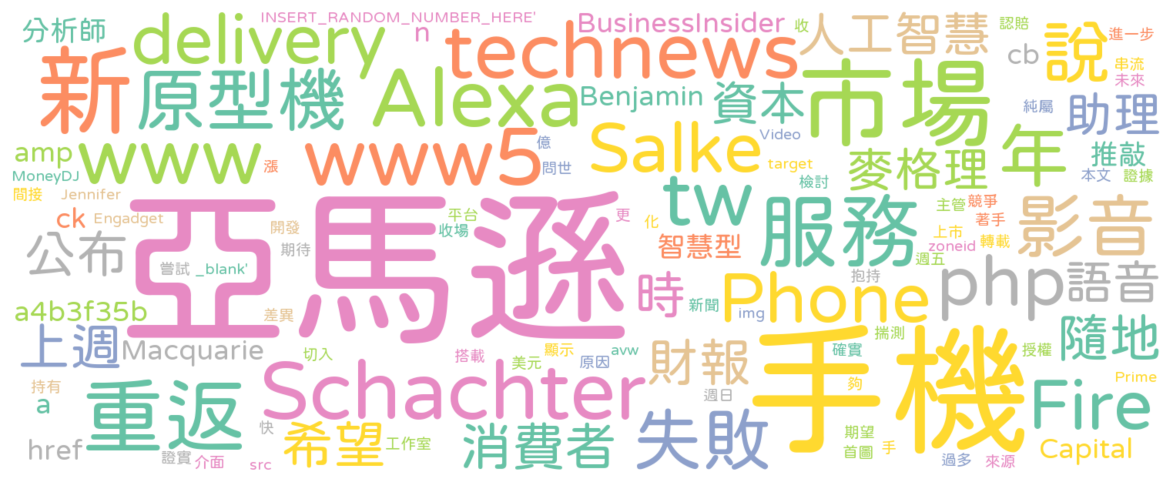 INSERT_RANDOM_NUMBER_HERE'
BusinessInsider
收
認賠
分析師
delivery
n
technews
人工智慧
cb
說
進一步
串流
未來
新
原型機
Alexa
Benjamin
資本
市場
純屬
助理
amp
www
www5
億
問世
Salke
Video
target
麥格理
年
推敲
MoneyDJ
漲
檢討
本文
證據
間接
Jennifer
ck
Engadget
亞馬遜
平台
收場
更
化
tw
服務
主管
競爭
著手
影音
公布
開發
期待
智慧型
上市
zoneid
轉載
週五
嘗試
_blank'
時
新聞
img
Phone
抱持
php
語音
a4b3f35b
差異
上週
Macquarie
切入
搭載
美元
顯示
原因
avw
財報
手機
揣測
確實
夠
授權
隨地
持有
a
重返
快
Schachter
週日
Fire
Prime
href
證實
介面
src
希望
工作室
消費者
失敗
期望
首圖
手
過多
來源
Capital